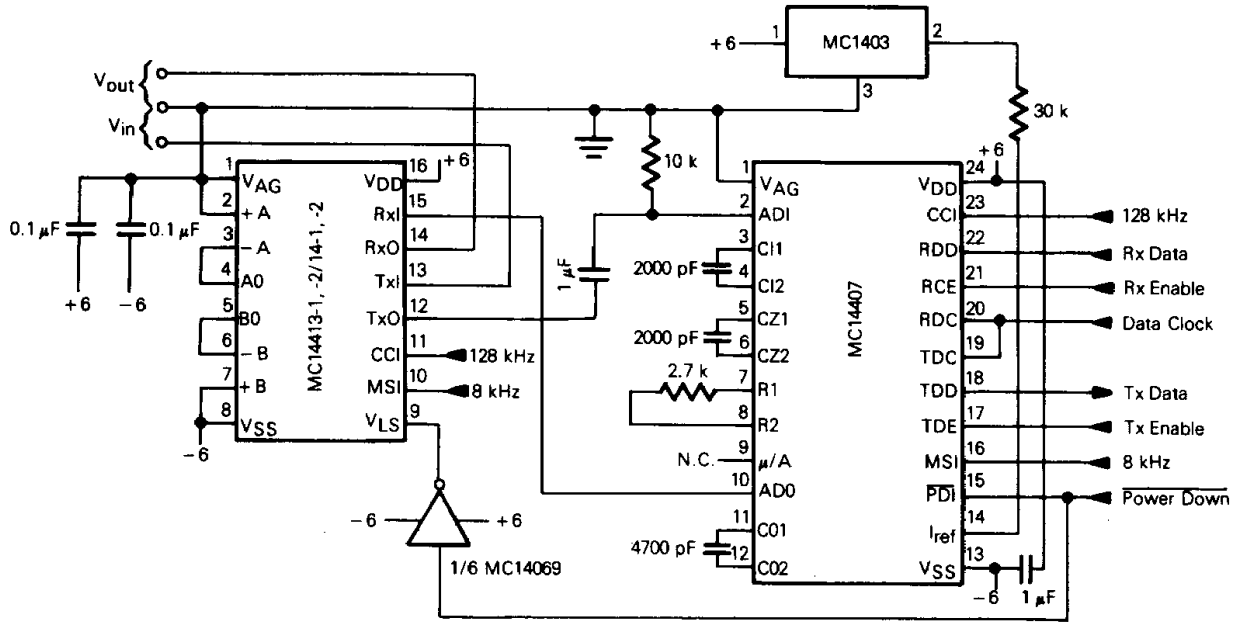 +6
1
MC1403
2
3
30 k
Vout
Vin
10 k
+6
0.1 µF
0.1 µF
+6
-6
1
VAG
2
+A
3
-A
4
A0
5
B0
6
-B
7
+B
8
VSS
-6
MC14413-1, -2/14-1, -2
16
VDD
+6
15
RxI
14
RxO
13
TxI
12
TxO
11
CCI
128 kHz
10
MSI
8 kHz
9
VLS
-6
+6
1/6 MC14069
1 µF
2000 pF
2000 pF
2.7 k
N.C.
4700 pF
1
VAG
2
ADI
3
CI1
4
CI2
5
CZ1
6
CZ2
7
R1
8
R2
9
µ/A
10
AD0
11
C01
12
C02
MC14407
24
VDD
23
CCI
128 kHz
22
RDD
Rx Data
21
RCE
Rx Enable
20
RDC
Data Clock
19
TDC
18
TDD
Tx Data
17
TDE
Tx Enable
16
MSI
8 kHz
15
PDI
Power Down
14
Iref
13
VSS
-6
1 µF